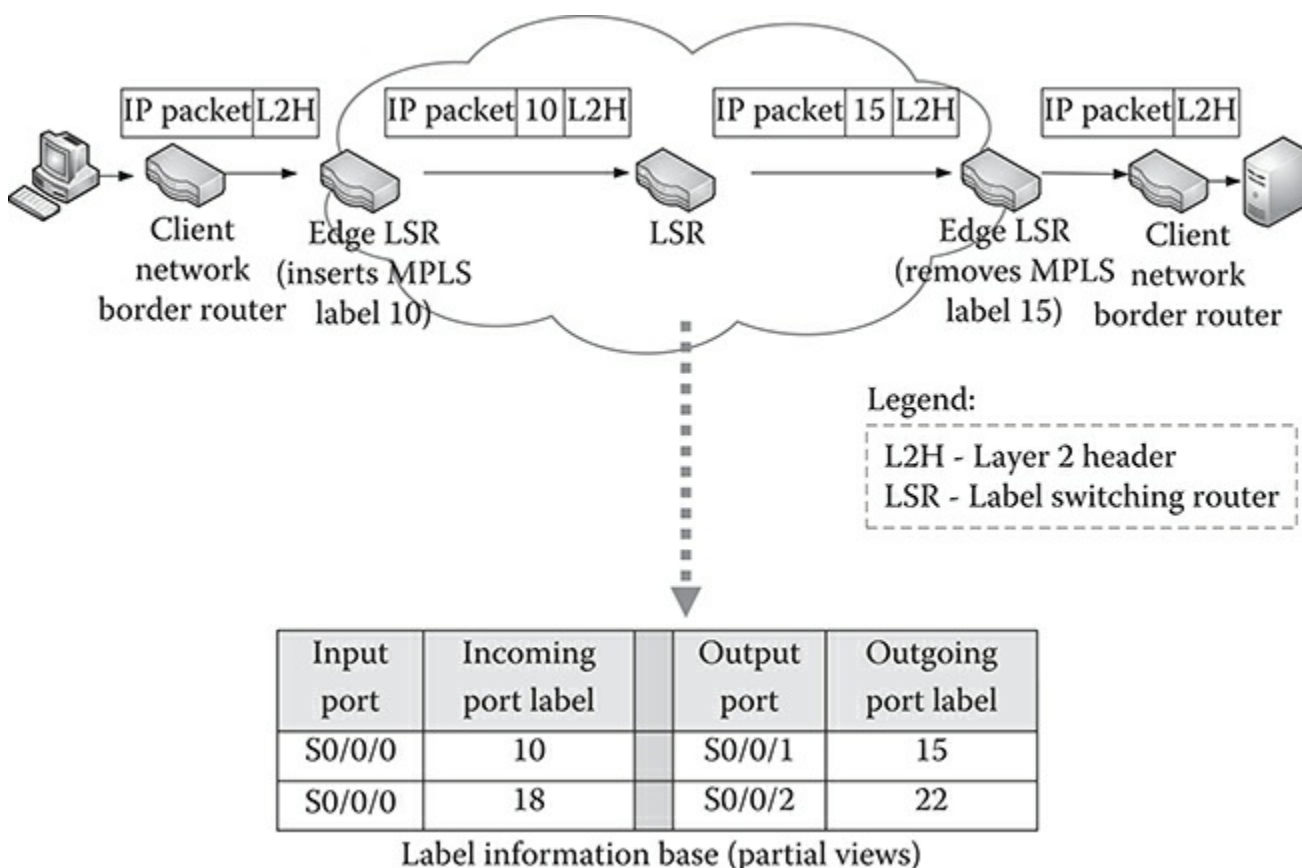 IP packet L2H
IP packet 10 L2H
IP packet 15 L2H
IP packet L2H
Client
network
border router
Edge LSR
(inserts MPLS
label 10)
LSR
Edge LSR
(removes MPLS
label 15)
Client
network
border router
Legend:
L2H - Layer 2 header
LSR - Label switching router
Input port Incoming port label Output port Outgoing port label
S0/0/0 10 S0/0/1 15
S0/0/0 18 S0/0/2 22
Label information base (partial views)